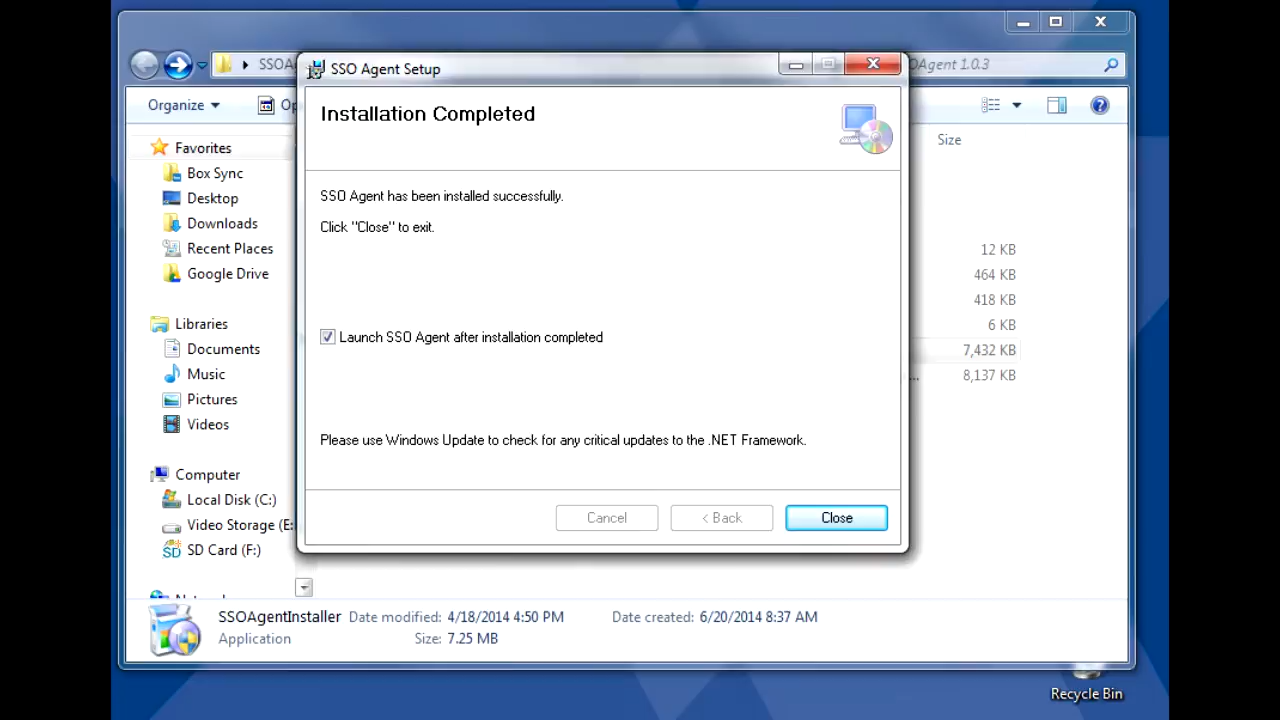 SSOA
SSO Agent Setup
OAgent 1.0.3
Organize
Op
Installation Completed
Size
Favorites
Box Sync
Desktop
Downloads
Recent Places
Google Drive
SSO Agent has been installed successfully.
Click "Close" to exit.
12 KB
464 KB
418 KB
6 KB
7,432 KB
... 8,137 KB
Libraries
Documents
Music
Pictures
Videos
Launch SSO Agent after installation completed
Please use Windows Update to check for any critical updates to the .NET Framework.
Computer
Local Disk (C:)
Video Storage (E:
SD Card (F:)
Cancel
< Back
Close
SSOAgentInstaller Date modified: 4/18/2014 4:50 PM Date created: 6/20/2014 8:37 AM
Application Size: 7.25 MB
Recycle Bin